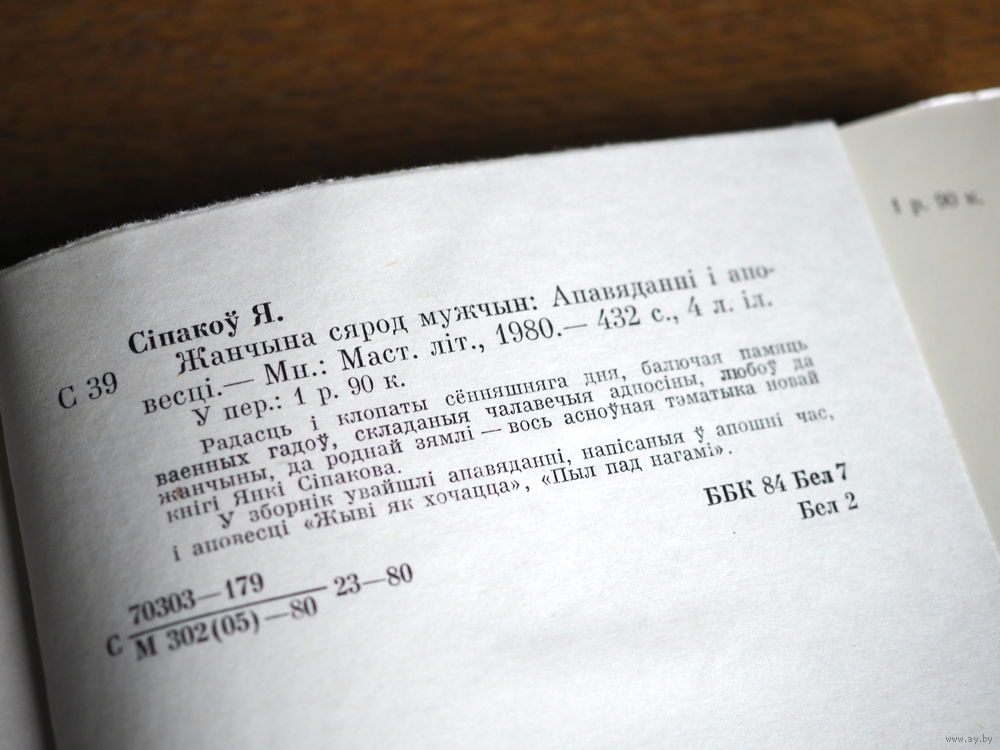 Сіпакоў Я.
С 39
Жанчына сярод мужчын: Апавяданні і апо-
весці.— Мн.: Маст. літ., 1980.— 432 с., 4 л. іл.
У пер.: 1 р. 90 к.
Радасць і клопаты сённяшняга дня, балючая памяць
ваенных гадоў, складаныя чалавечыя адносіны, любоў да
жанчыны, да роднай зямлі — вось асноўная тэматыка новай
кнігі Янкі Сіпакова.
У зборнік увайшлі апавяданні, напісаныя ў апошні час,
і аповесці «Жыві як хочацца», «Пыл пад нагамі».
ББК 84 Бел 7
Бел 2
70303—179
С 23—80
М 302(05)—80
1 р. 90 к.
www.ay.by